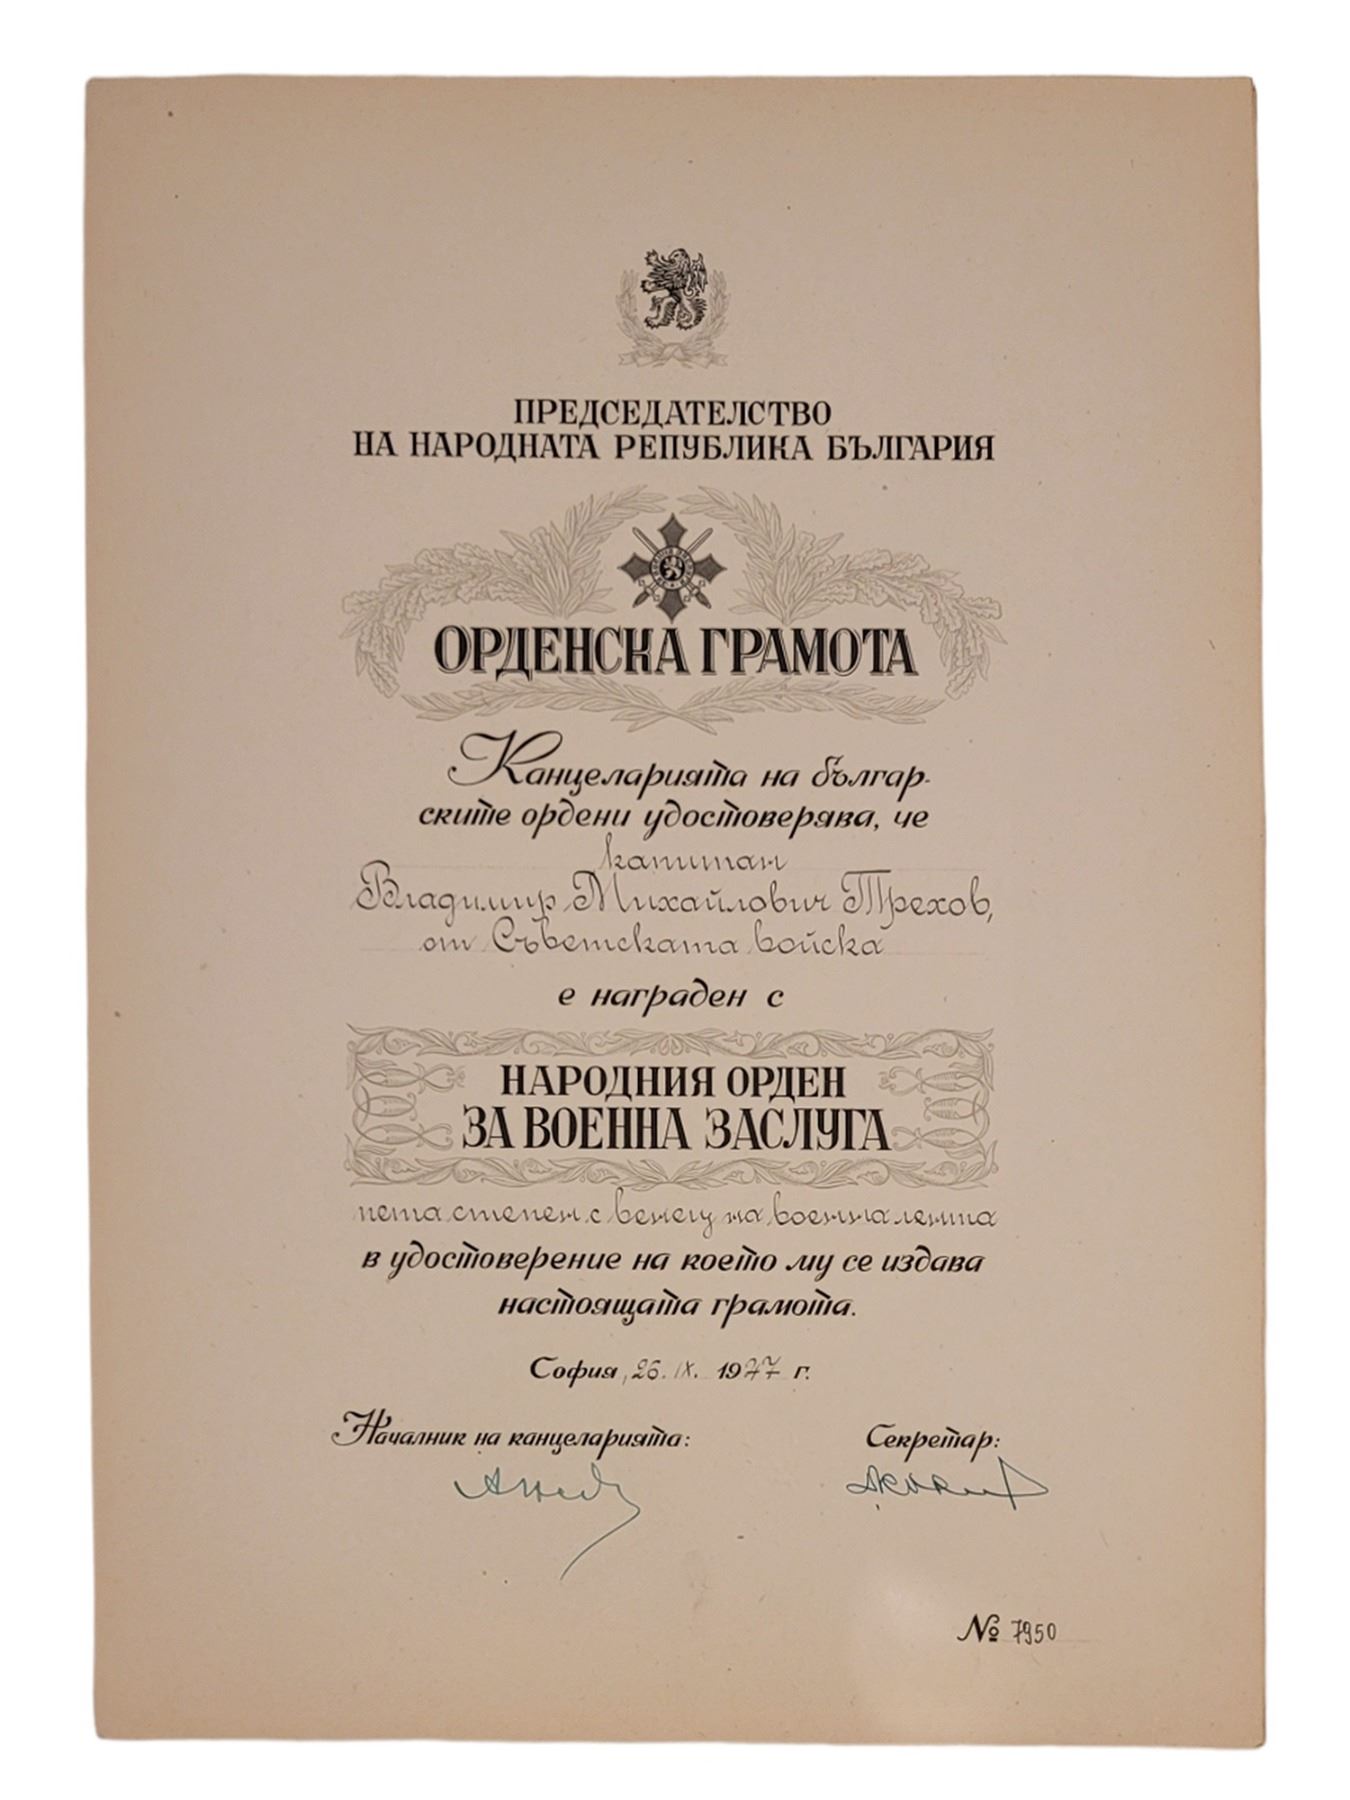 ПРЕДСЕДАТЕЛСТВО
НА НАРОДНАТА РЕПУБЛИКА БЪЛГАРИЯ
ОРДЕНСКА ГРАМОТА
Канцеларията на българ-
ските ордени удостоверява, че
капитан
Владимир Михайлович Трехов,
от Съветската войска
е награден с
НАРОДНИЯ ОРДЕН
ЗА ВОЕННА ЗАСЛУГА
пета степен с венец на военна лента
в удостоверение на което му се издава
настоящата грамота.
София, 26. IX. 1977 г.
Началник на канцеларията: Секретар:
№ 7950